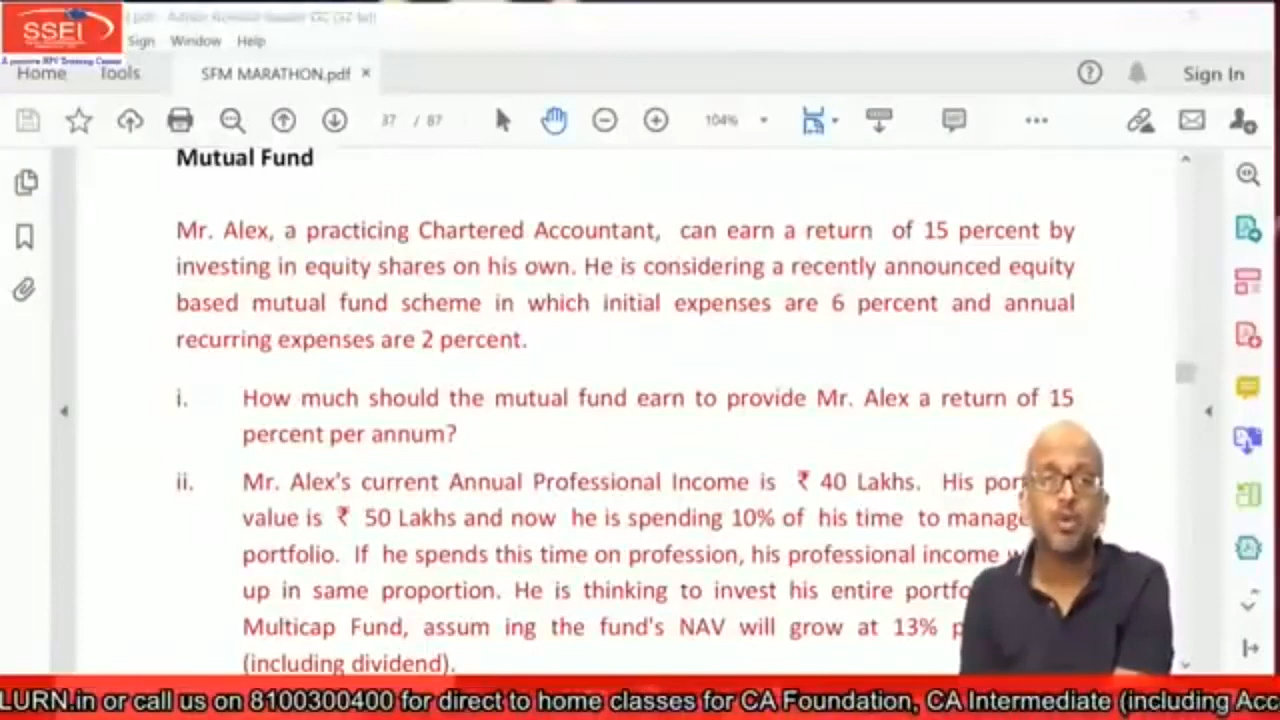 SSEI
Sign Window Help
Home Tools SFM MARATHON.pdf × Sign In
37 / 87 104%
Mutual Fund
Mr. Alex, a practicing Chartered Accountant, can earn a return of 15 percent by
investing in equity shares on his own. He is considering a recently announced equity
based mutual fund scheme in which initial expenses are 6 percent and annual
recurring expenses are 2 percent.
i. How much should the mutual fund earn to provide Mr. Alex a return of 15
percent per annum?
ii. Mr. Alex's current Annual Professional Income is ₹ 40 Lakhs. His
value is ₹ 50 Lakhs and now he is spending 10% of his time to manage
portfolio. If he spends this time on profession, his professional income
up in same proportion. He is thinking to invest his entire
Multicap Fund, assum ing the fund's NAV will grow at 13%
(including dividend).
LURN.in or call us on 8100300400 for direct to home classes for CA Foundation, CA Intermediate (including Acc